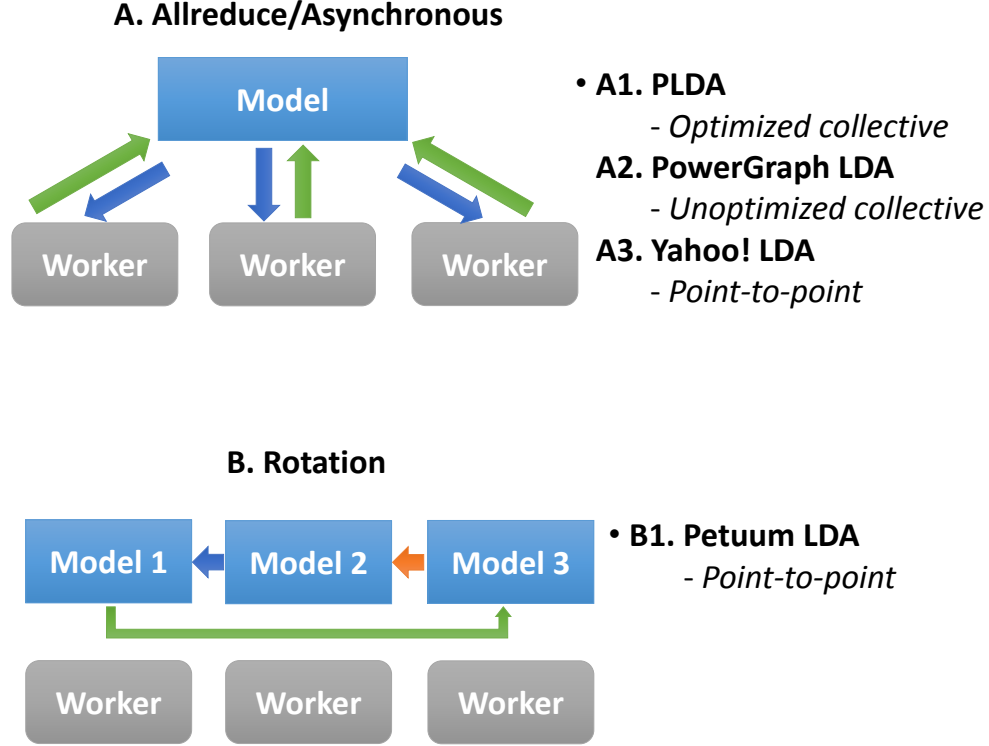 A. Allreduce/Asynchronous
Model
Worker Worker Worker
• A1. PLDA
- Optimized collective
A2. PowerGraph LDA
- Unoptimized collective
A3. Yahoo! LDA
- Point-to-point
B. Rotation
Model 1 Model 2 Model 3
Worker Worker Worker
• B1. Petuum LDA
- Point-to-point